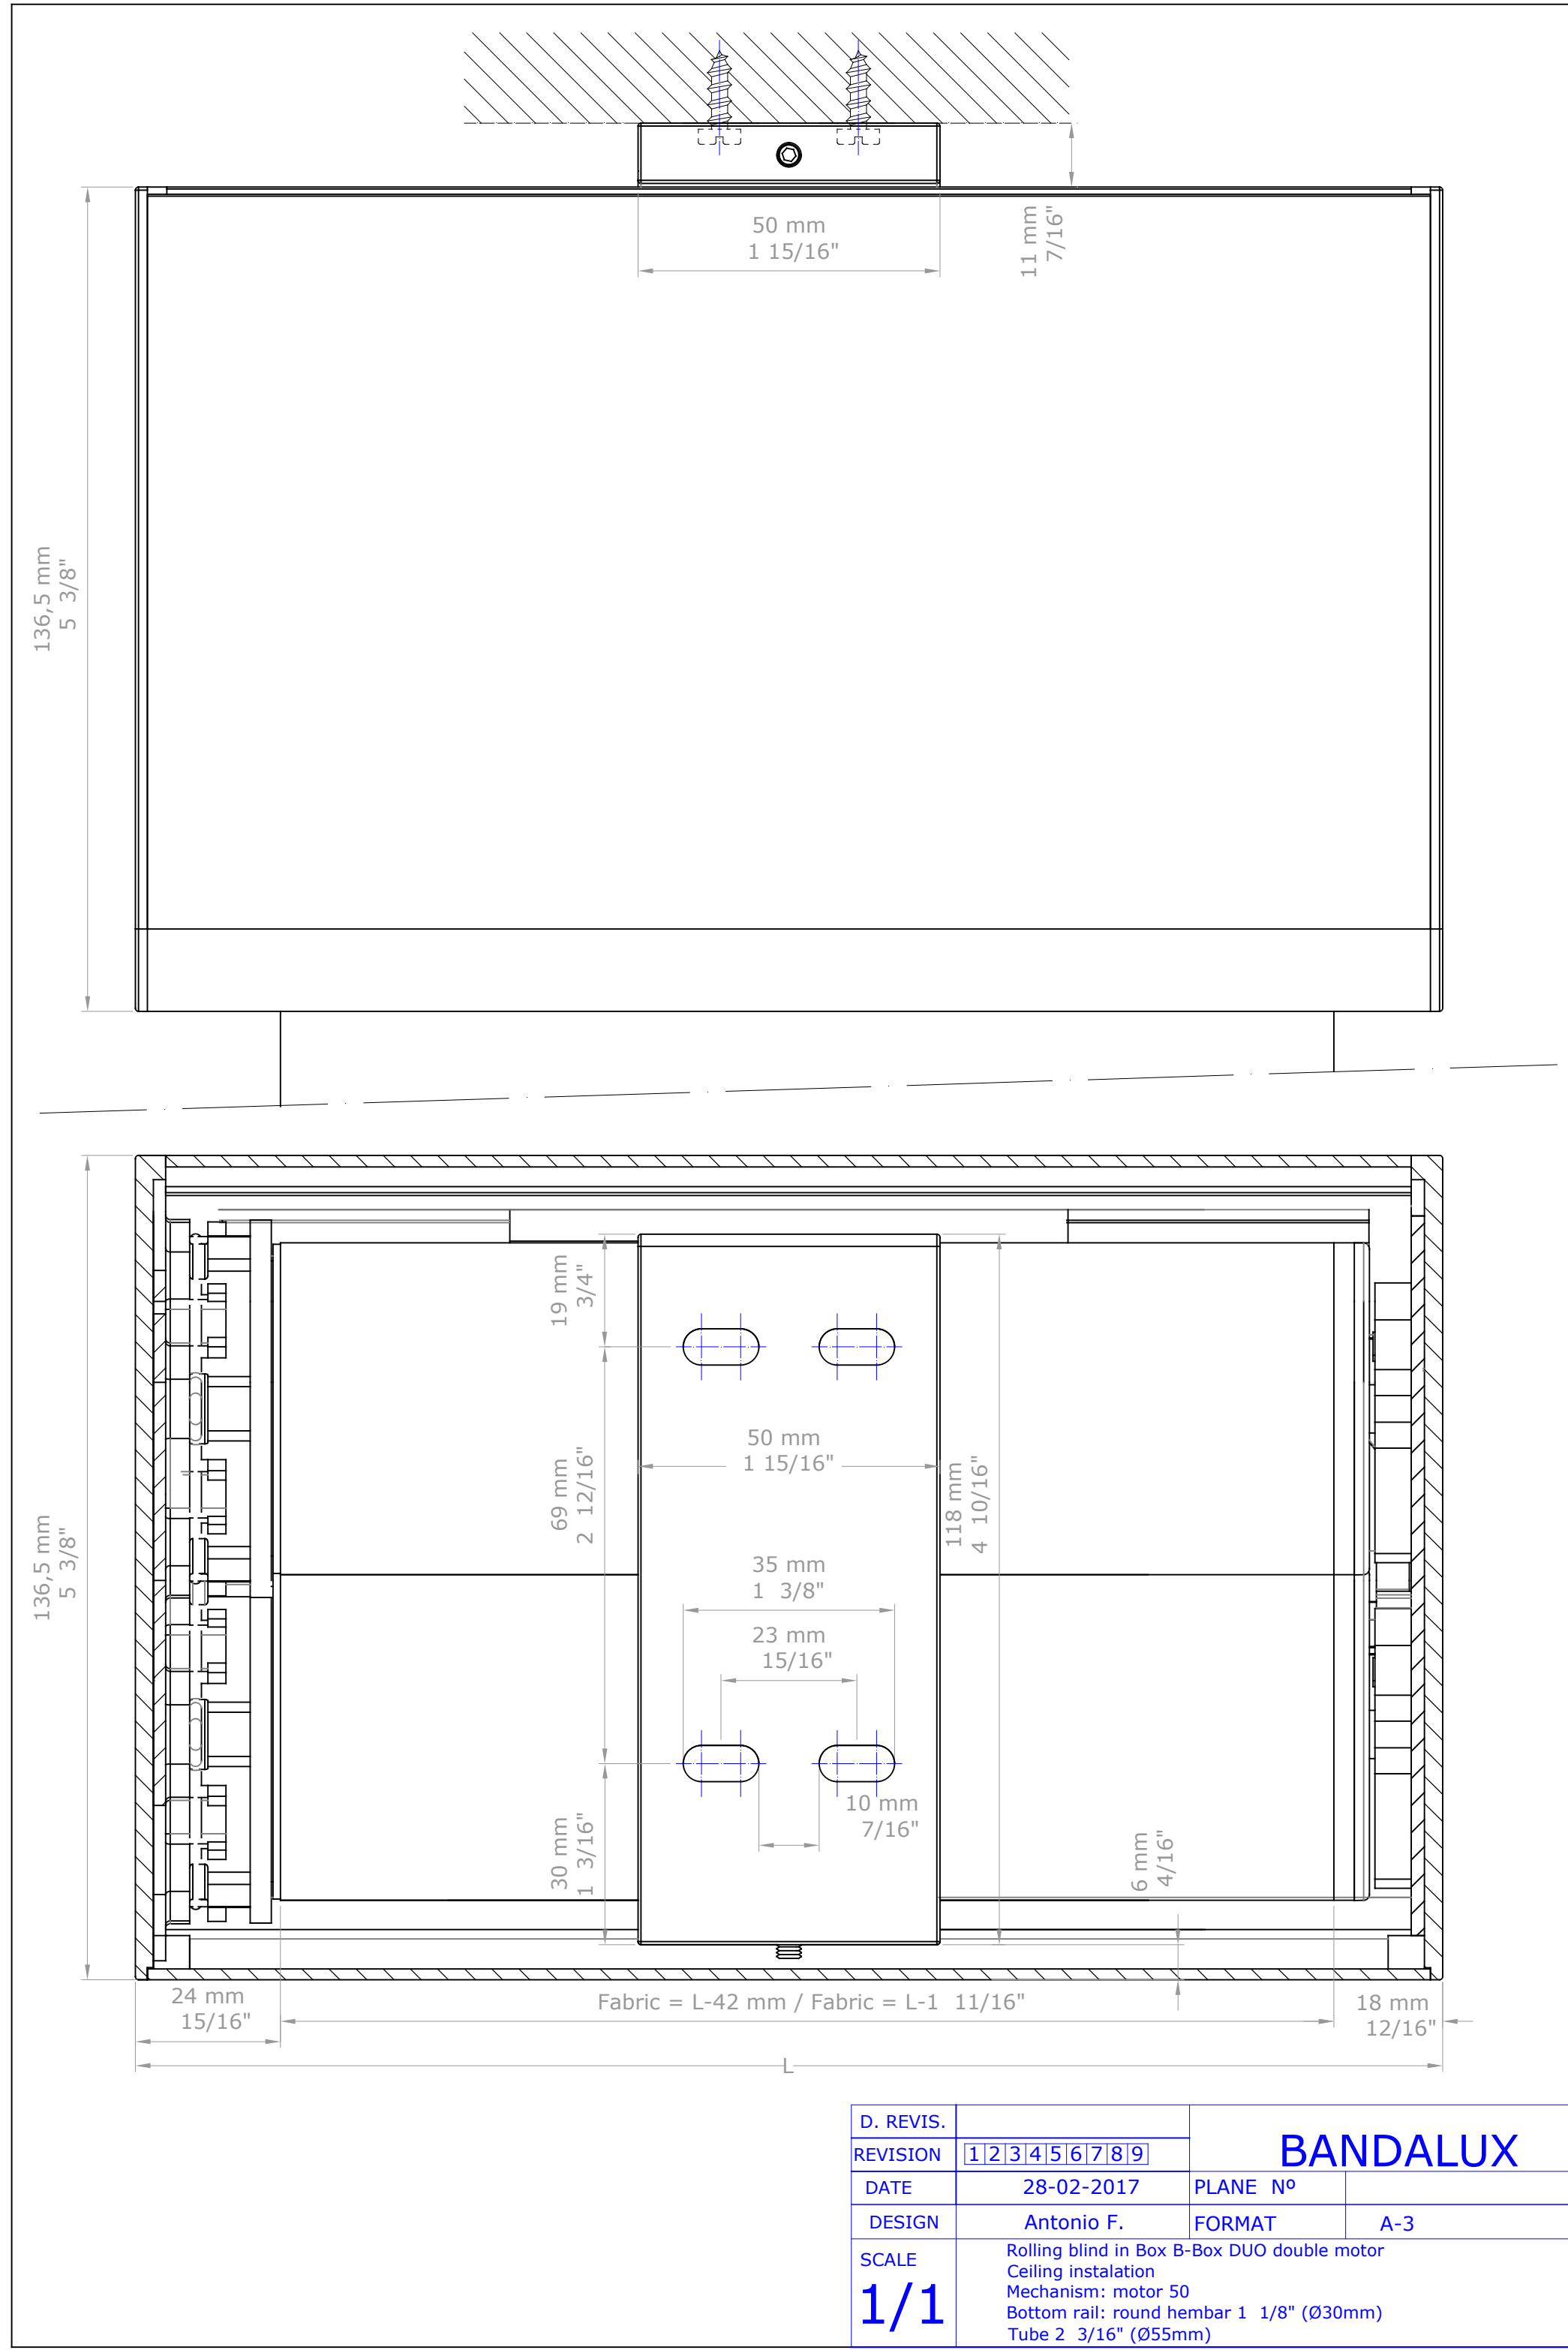 50 mm
1 15/16"
11 mm
7/16"
136,5 mm
5 3/8"
19 mm
3/4"
50 mm
1 15/16"
69 mm
2 12/16"
118 mm
4 10/16"
136,5 mm
5 3/8"
35 mm
1 3/8"
23 mm
15/16"
10 mm
7/16"
30 mm
1 3/16"
6 mm
4/16"
24 mm
15/16"
Fabric = L-42 mm / Fabric = L-1 11/16"
18 mm
12/16"
L
D. REVIS.
REVISION 1 2 3 4 5 6 7 8 9
BANDALUX
DATE 28-02-2017 PLANE Nº
DESIGN Antonio F. FORMAT A-3
SCALE
1/1
Rolling blind in Box B-Box DUO double motor
Ceiling instalation
Mechanism: motor 50
Bottom rail: round hembar 1 1/8" (Ø30mm)
Tube 2 3/16" (Ø55mm)